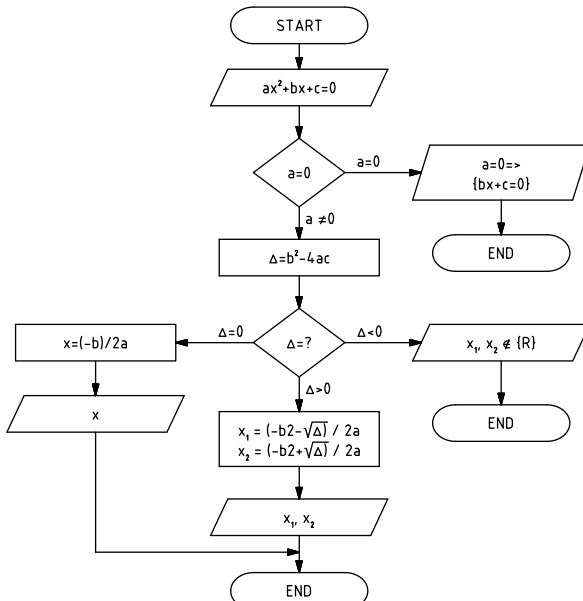 START
ax²+bx+c=0
a=0
a=0
a=0=>
{bx+c=0}
END
a ≠0
Δ=b²-4ac
Δ=?
Δ=0
x=(-b)/2a
x
Δ<0
x₁, x₂ ∉ {R}
END
Δ>0
x₁ = (-b2-√Δ) / 2a
x₂ = (-b2+√Δ) / 2a
x₁, x₂
END